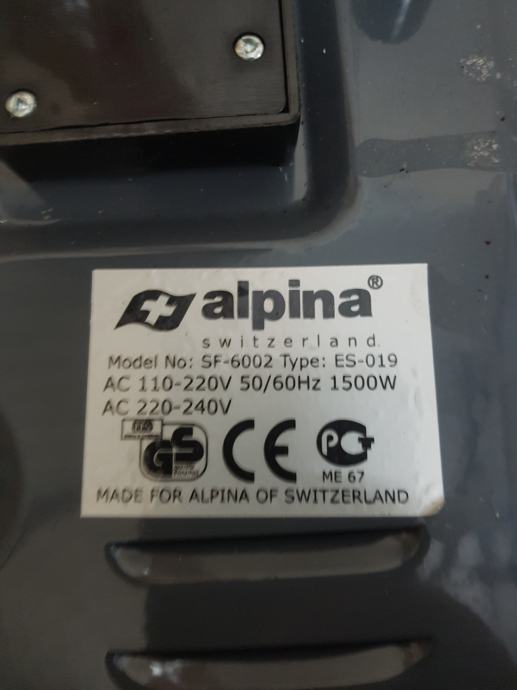 alpina®
switzerland
Model No: SF-6002 Type: ES-019
AC 110-220V 50/60Hz 1500W
AC 220-240V
GS CE PCT
ME 67
MADE FOR ALPINA OF SWITZERLAND